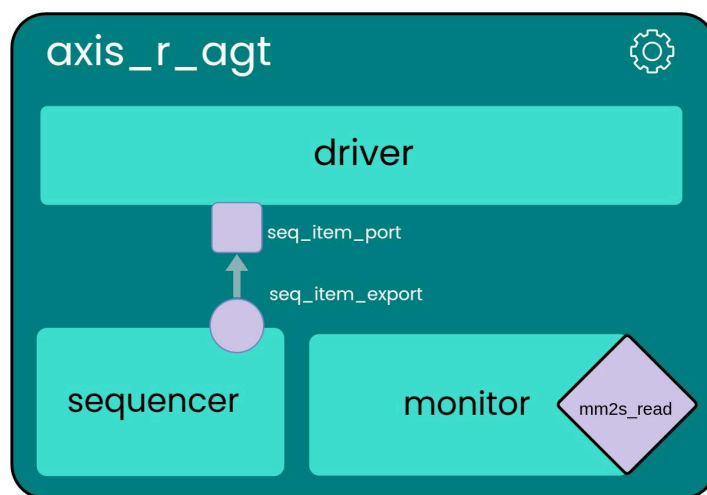 axis_r_agt
driver
seq_item_port
seq_item_export
sequencer
monitor
mm2s_read